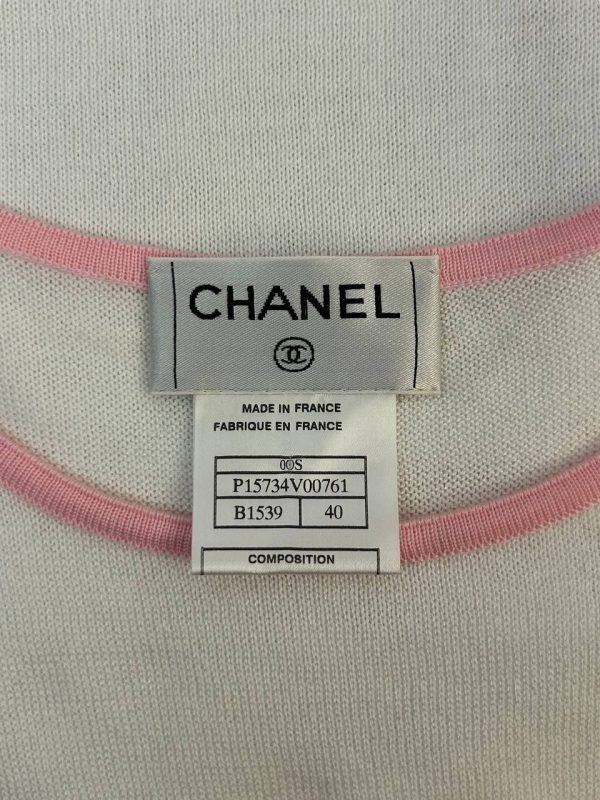 CHANEL
MADE IN FRANCE
FABRIQUE EN FRANCE
00S
P15734V00761
B1539 40
COMPOSITION